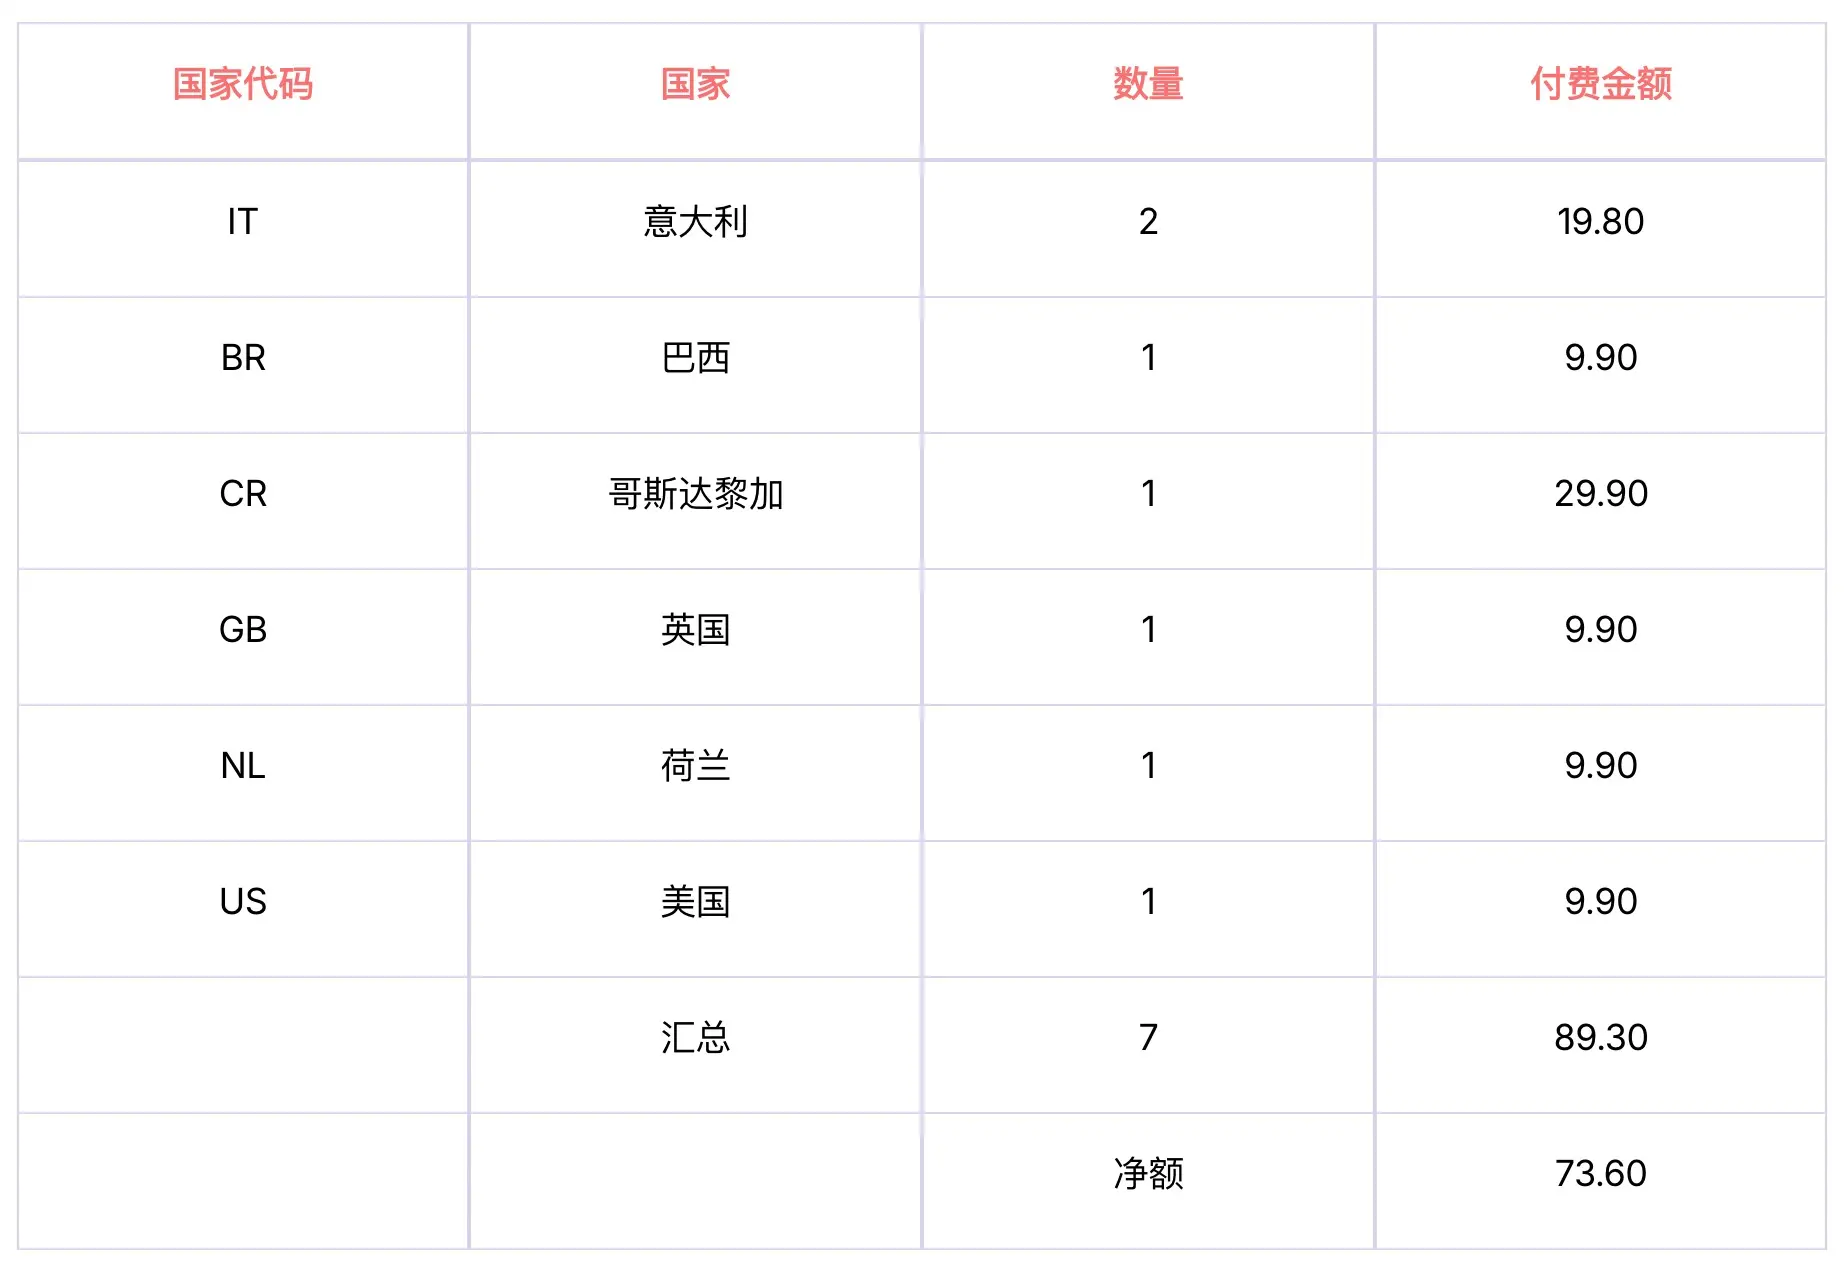 国家代码 国家 数量 付费金额
IT 意大利 2 19.80
BR 巴西 1 9.90
CR 哥斯达黎加 1 29.90
GB 英国 1 9.90
NL 荷兰 1 9.90
US 美国 1 9.90
汇总 7 89.30
净额 73.60